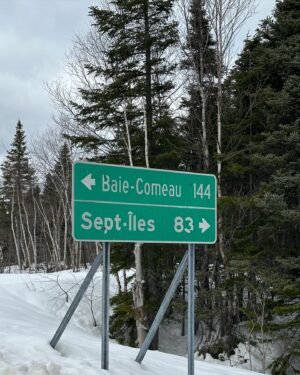 ← Baie-Comeau 144
Sept-Îles 83 →